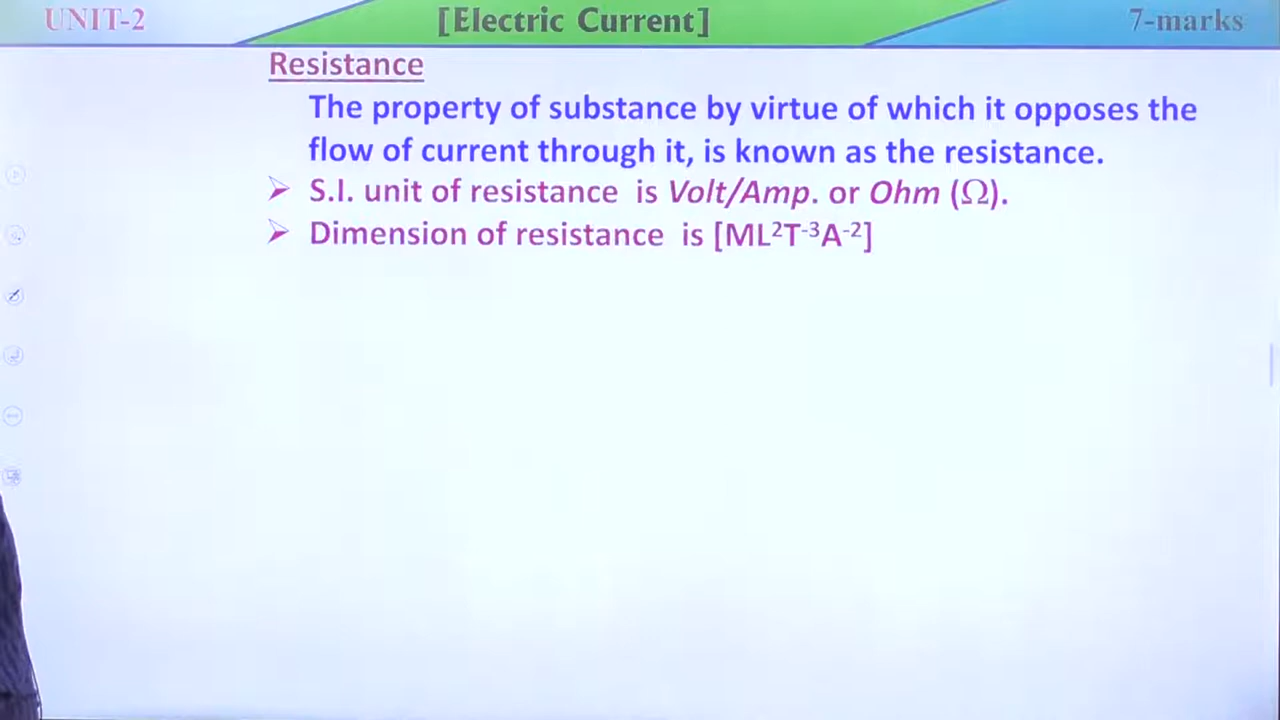 UNIT-2 [Electric Current] 7-marks
Resistance
The property of substance by virtue of which it opposes the
flow of current through it, is known as the resistance.
➢ S.I. unit of resistance is Volt/Amp. or Ohm (Ω).
➢ Dimension of resistance is [ML²T⁻³A⁻²]